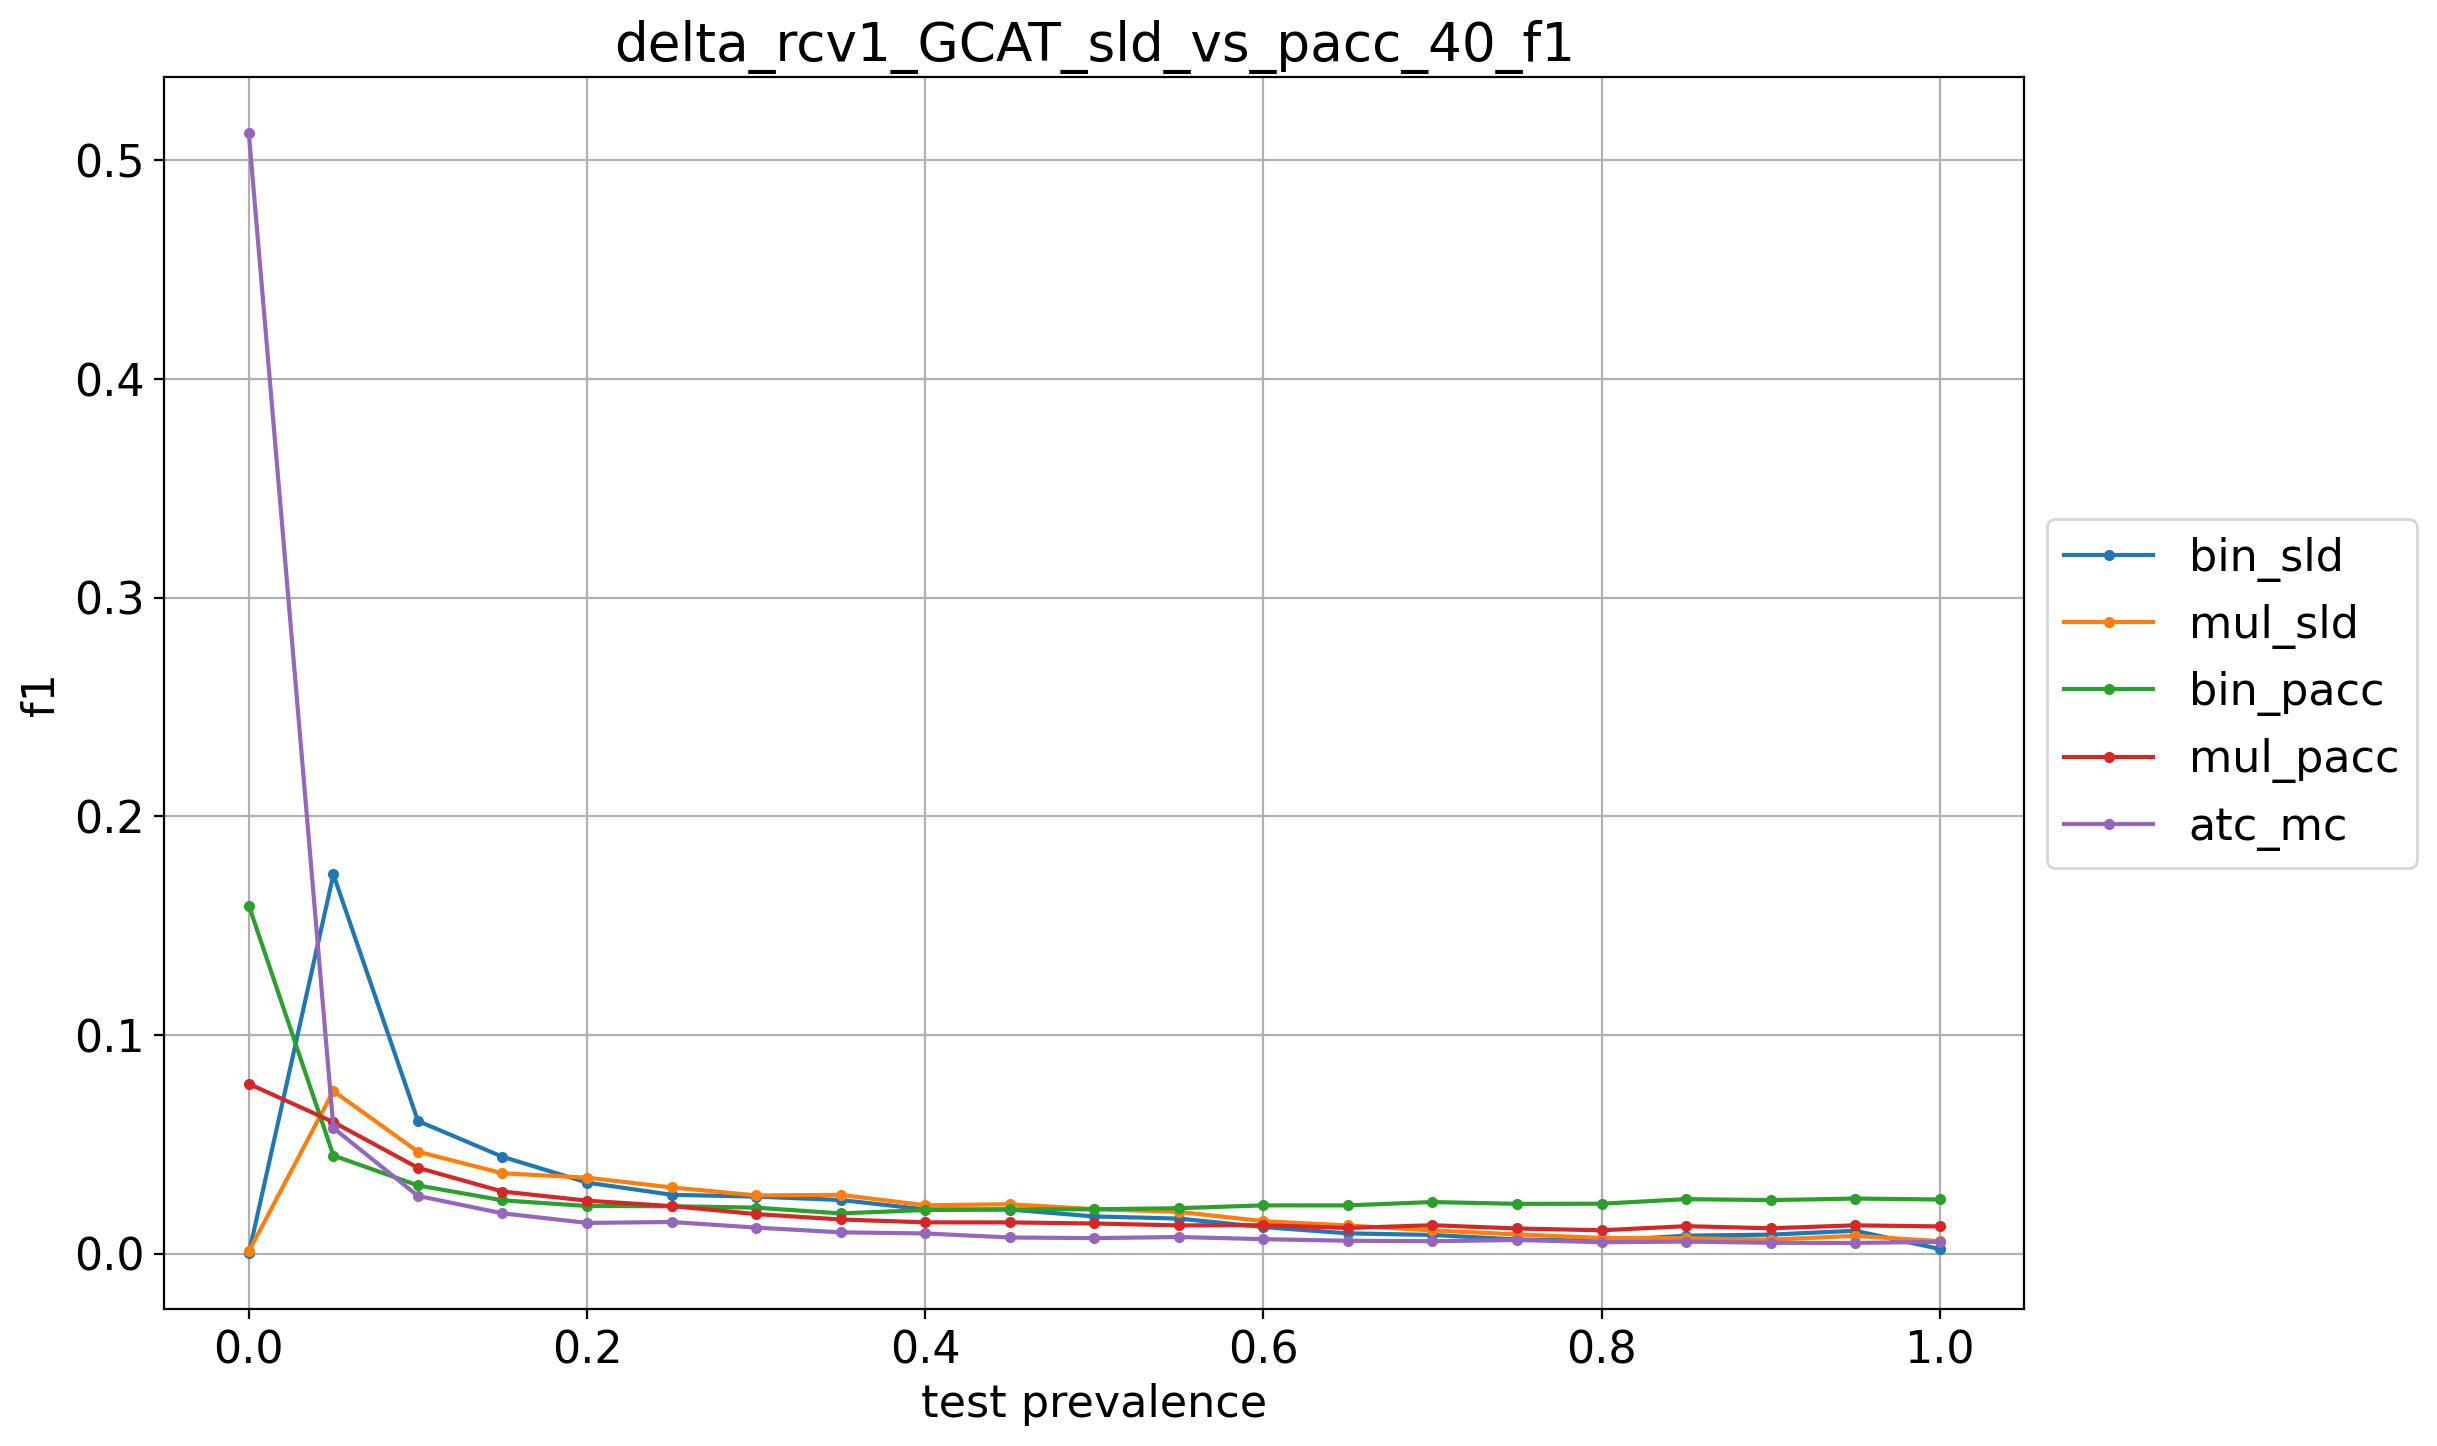 delta_rcv1_GCAT_sld_vs_pacc_40_f1
0.5
0.4
0.3
0.2
0.1
0.0
f1
0.0 0.2 0.4 0.6 0.8 1.0
test prevalence
bin_sld
mul_sld
bin_pacc
mul_pacc
atc_mc